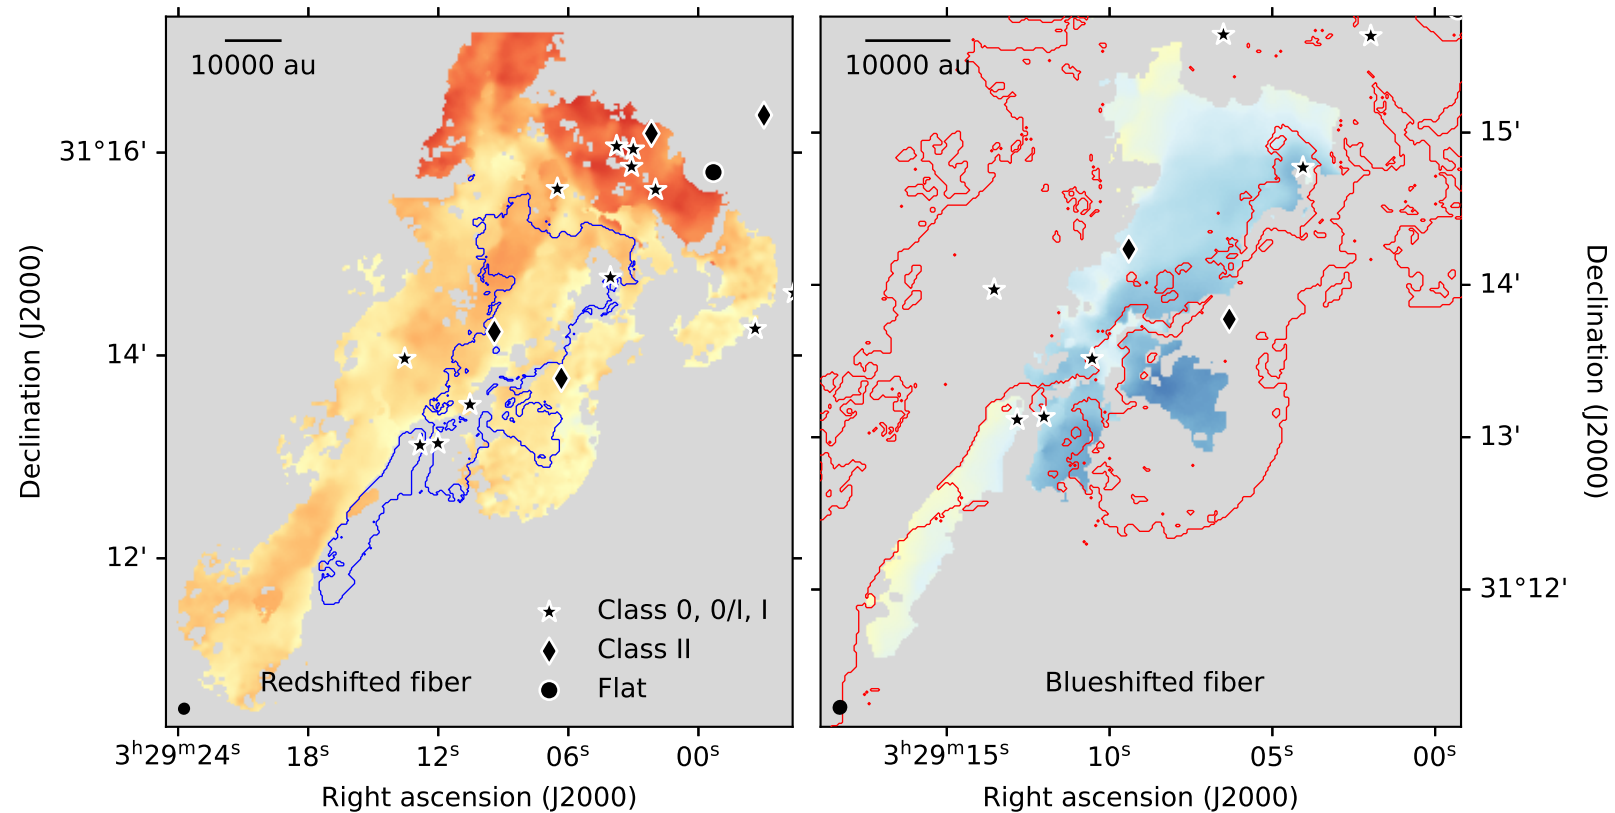 10000 au
31°16'
14'
12'
Declination (J2000)
Class 0, 0/I, I
Class II
Flat
Redshifted fiber
3ʰ29ᵐ24ˢ
18ˢ
12ˢ
06ˢ
00ˢ
Right ascension (J2000)
10000 au
15'
14'
13'
31°12'
Declination (J2000)
Blueshifted fiber
3ʰ29ᵐ15ˢ
10ˢ
05ˢ
00ˢ
Right ascension (J2000)